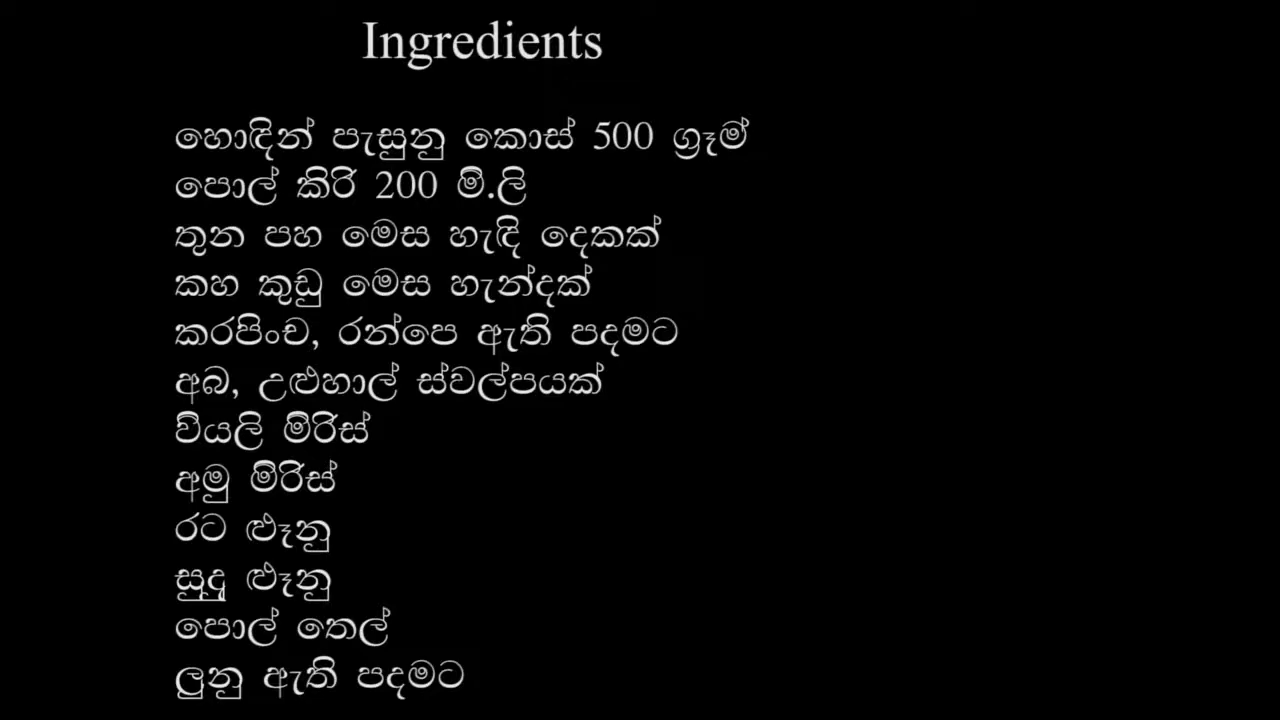 Ingredients
හොඳින් පැසුනු කොස් 500 ග්‍රෑම්
පොල් කිරි 200 මි.ලි
තුන පහ මෙස හැඳි දෙකක්
කහ කුඩු මෙස හැන්දක්
කරපිංච, රන්පෙ ඇති පදමට
අබ, උළුහාල් ස්වල්පයක්
වියලි මිරිස්
අමු මිරිස්
රට ළූනු
සුදු ළූනු
පොල් තෙල්
ලුනු ඇති පදමට